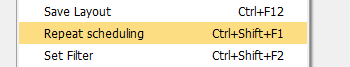 Save Layout Ctrl+F12
Repeat scheduling Ctrl+Shift+F1
Set Filter Ctrl+Shift+F2